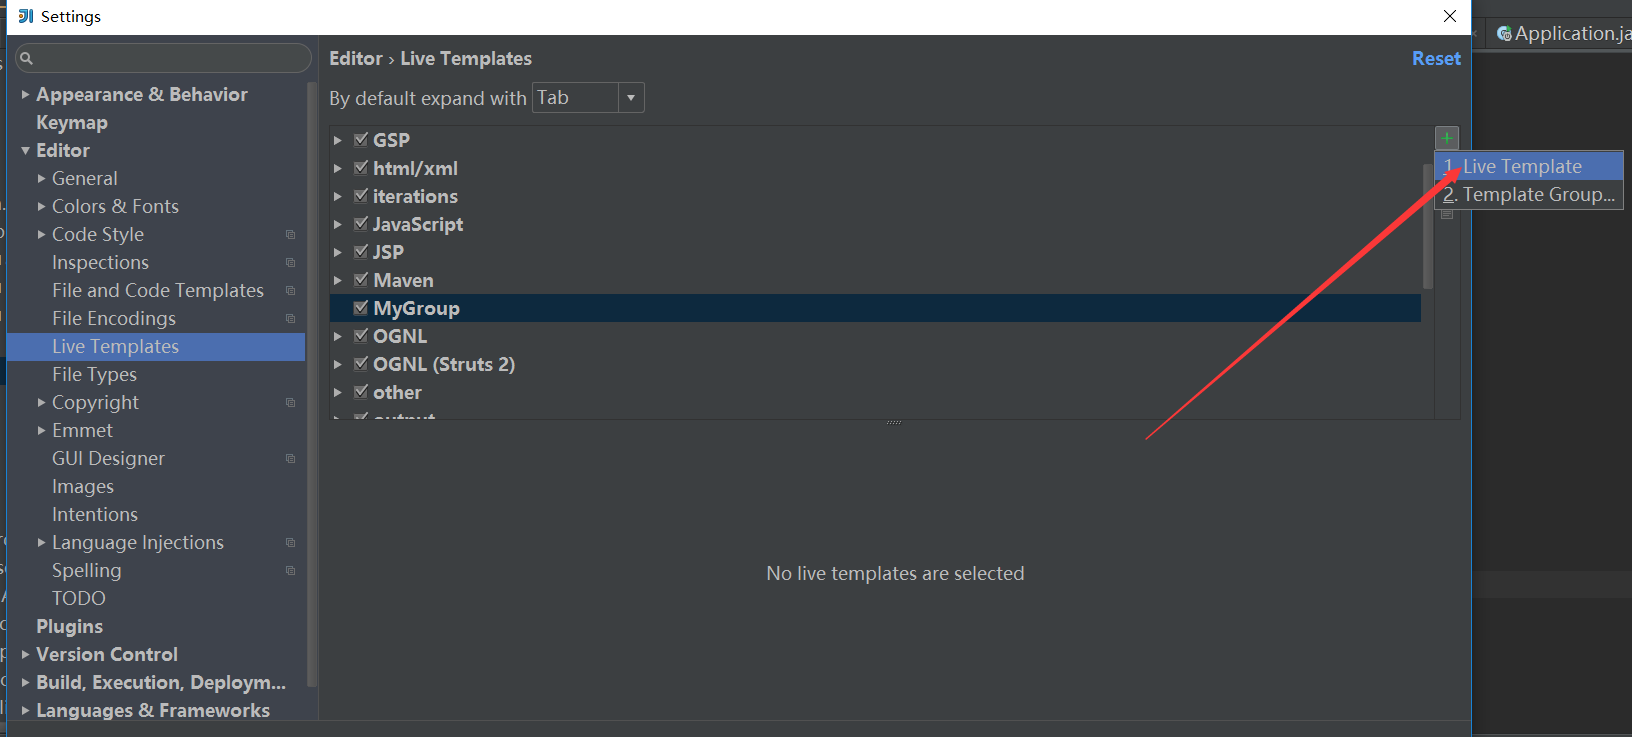 Settings
Application.ja
Editor › Live Templates
Reset
By default expand with Tab
Appearance & Behavior
Keymap
Editor
General
Colors & Fonts
Code Style
Inspections
File and Code Templates
File Encodings
Live Templates
File Types
Copyright
Emmet
GUI Designer
Images
Intentions
Language Injections
Spelling
TODO
Plugins
Version Control
Build, Execution, Deploym...
Languages & Frameworks
GSP
html/xml
iterations
JavaScript
JSP
Maven
MyGroup
OGNL
OGNL (Struts 2)
other
output
1. Live Template
2. Template Group...
No live templates are selected